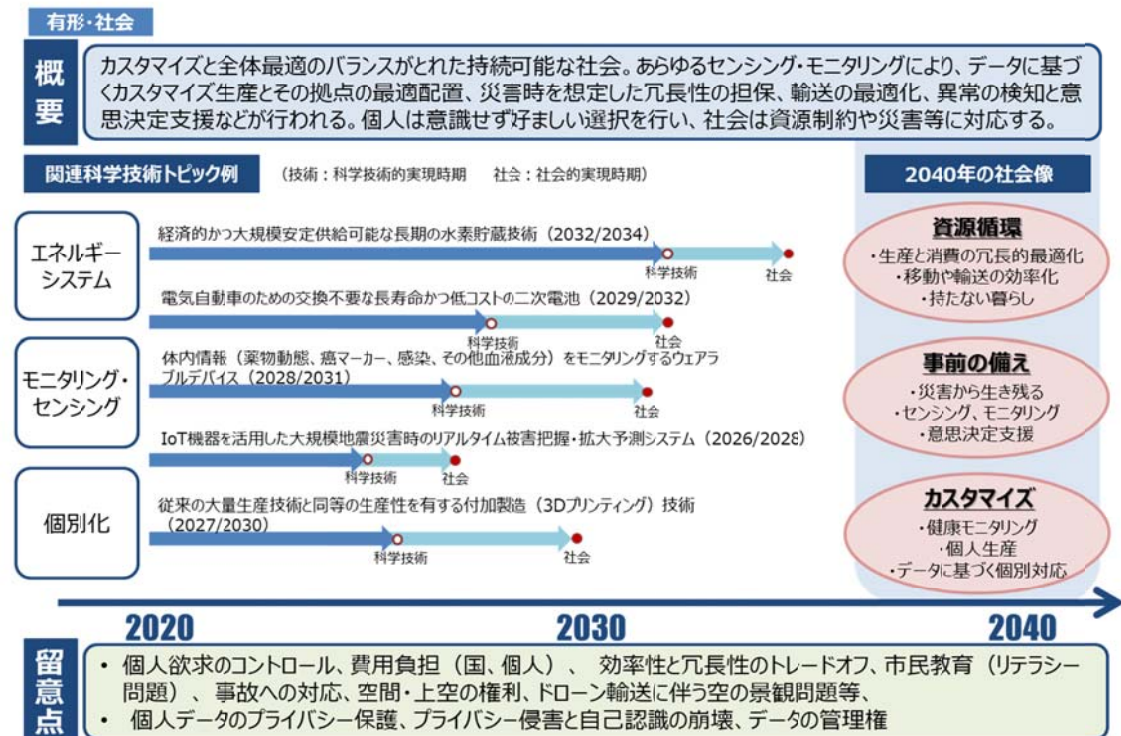 有形・社会
概要
カスタマイズと全体最適のバランスがとれた持続可能な社会。あらゆるセンシング・モニタリングにより、データに基づ
くカスタマイズ生産とその拠点の最適配置、災害時を想定した冗長性の担保、輸送の最適化、異常の検知と意
思決定支援などが行われる。個人は意識せず好ましい選択を行い、社会は資源制約や災害等に対応する。
関連科学技術トピック例
（技術：科学技術的実現時期　社会：社会的実現時期）
2040年の社会像
エネルギー
システム
経済的かつ大規模安定供給可能な長期の水素貯蔵技術（2032/2034）
科学技術
社会
電気自動車のための交換不要な長寿命かつ低コストの二次電池（2029/2032）
科学技術
社会
モニタリング・
センシング
体内情報（薬物動態、癌マーカー、感染、その他血液成分）をモニタリングするウェアラ
ブルデバイス（2028/2031）
科学技術
社会
IoT機器を活用した大規模地震災害時のリアルタイム被害把握・拡大予測システム（2026/2028）
科学技術
社会
個別化
従来の大量生産技術と同等の生産性を有する付加製造（3Dプリンティング）技術
（2027/2030）
科学技術
社会
資源循環
・生産と消費の冗長的最適化
・移動や輸送の効率化
・持たない暮らし
事前の備え
・災害から生き残る
・センシング、モニタリング
・意思決定支援
カスタマイズ
・健康モニタリング
・個人生産
・データに基づく個別対応
2020
2030
2040
留意点
• 個人欲求のコントロール、費用負担（国、個人）、 効率性と冗長性のトレードオフ、市民教育（リテラシー
問題）、事故への対応、空間・上空の権利、ドローン輸送に伴う空の景観問題等、
• 個人データのプライバシー保護、プライバシー侵害と自己認識の崩壊、データの管理権